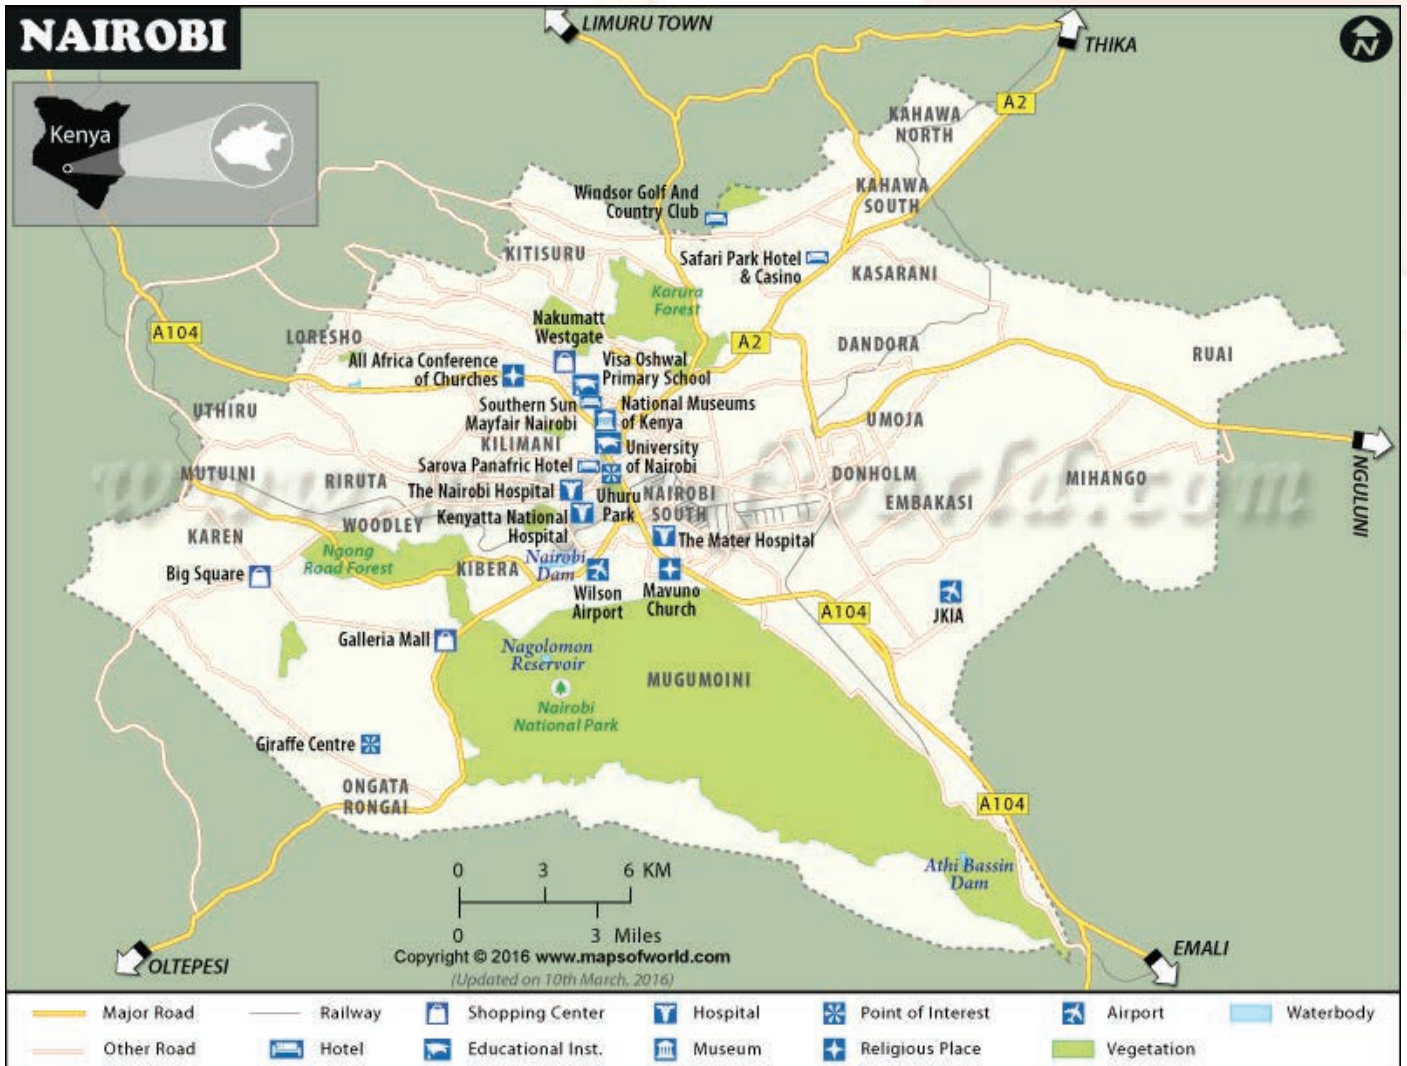 NAIROBI
LIMURU TOWN
THIKA
N
Kenya
A2
KAHAWA
NORTH
KAHAWA
SOUTH
Windsor Golf And
Country Club
KITISURU
Safari Park Hotel
& Casino
KASARANI
Karura
Forest
Nakumatt
Westgate
A104
LORESHO
A2
DANDORA
RUAI
All Africa Conference
of Churches
Visa Oshwal
Primary School
UTHIRU
Southern Sun
Mayfair Nairobi
National Museums
of Kenya
UMOJA
KILIMANI
University
of Nairobi
MUTUINI
RIRUTA
Sarova Panafric Hotel
The Nairobi Hospital
Uhuru
Park
NAIROBI
SOUTH
DONHOLM
EMBAKASI
MIHANGO
NGULUNI
KAREN
WOODLEY
Kenyatta National
Hospital
The Mater Hospital
Ngong
Road Forest
Big Square
KIBERA
Nairobi
Dam
Wilson
Airport
Mavuno
Church
A104
JKIA
Galleria Mall
Nagolomon
Reservoir
MUGUMOINI
Nairobi
National Park
Giraffe Centre
ONGATA
RONGAI
A104
Athi Bassin
Dam
0 3 6 KM
0 3 Miles
Copyright © 2016 www.mapsofworld.com
(Updated on 10th March, 2016)
OLTEPESI
EMALI
Major Road
Railway
Shopping Center
Hospital
Point of Interest
Airport
Waterbody
Other Road
Hotel
Educational Inst.
Museum
Religious Place
Vegetation